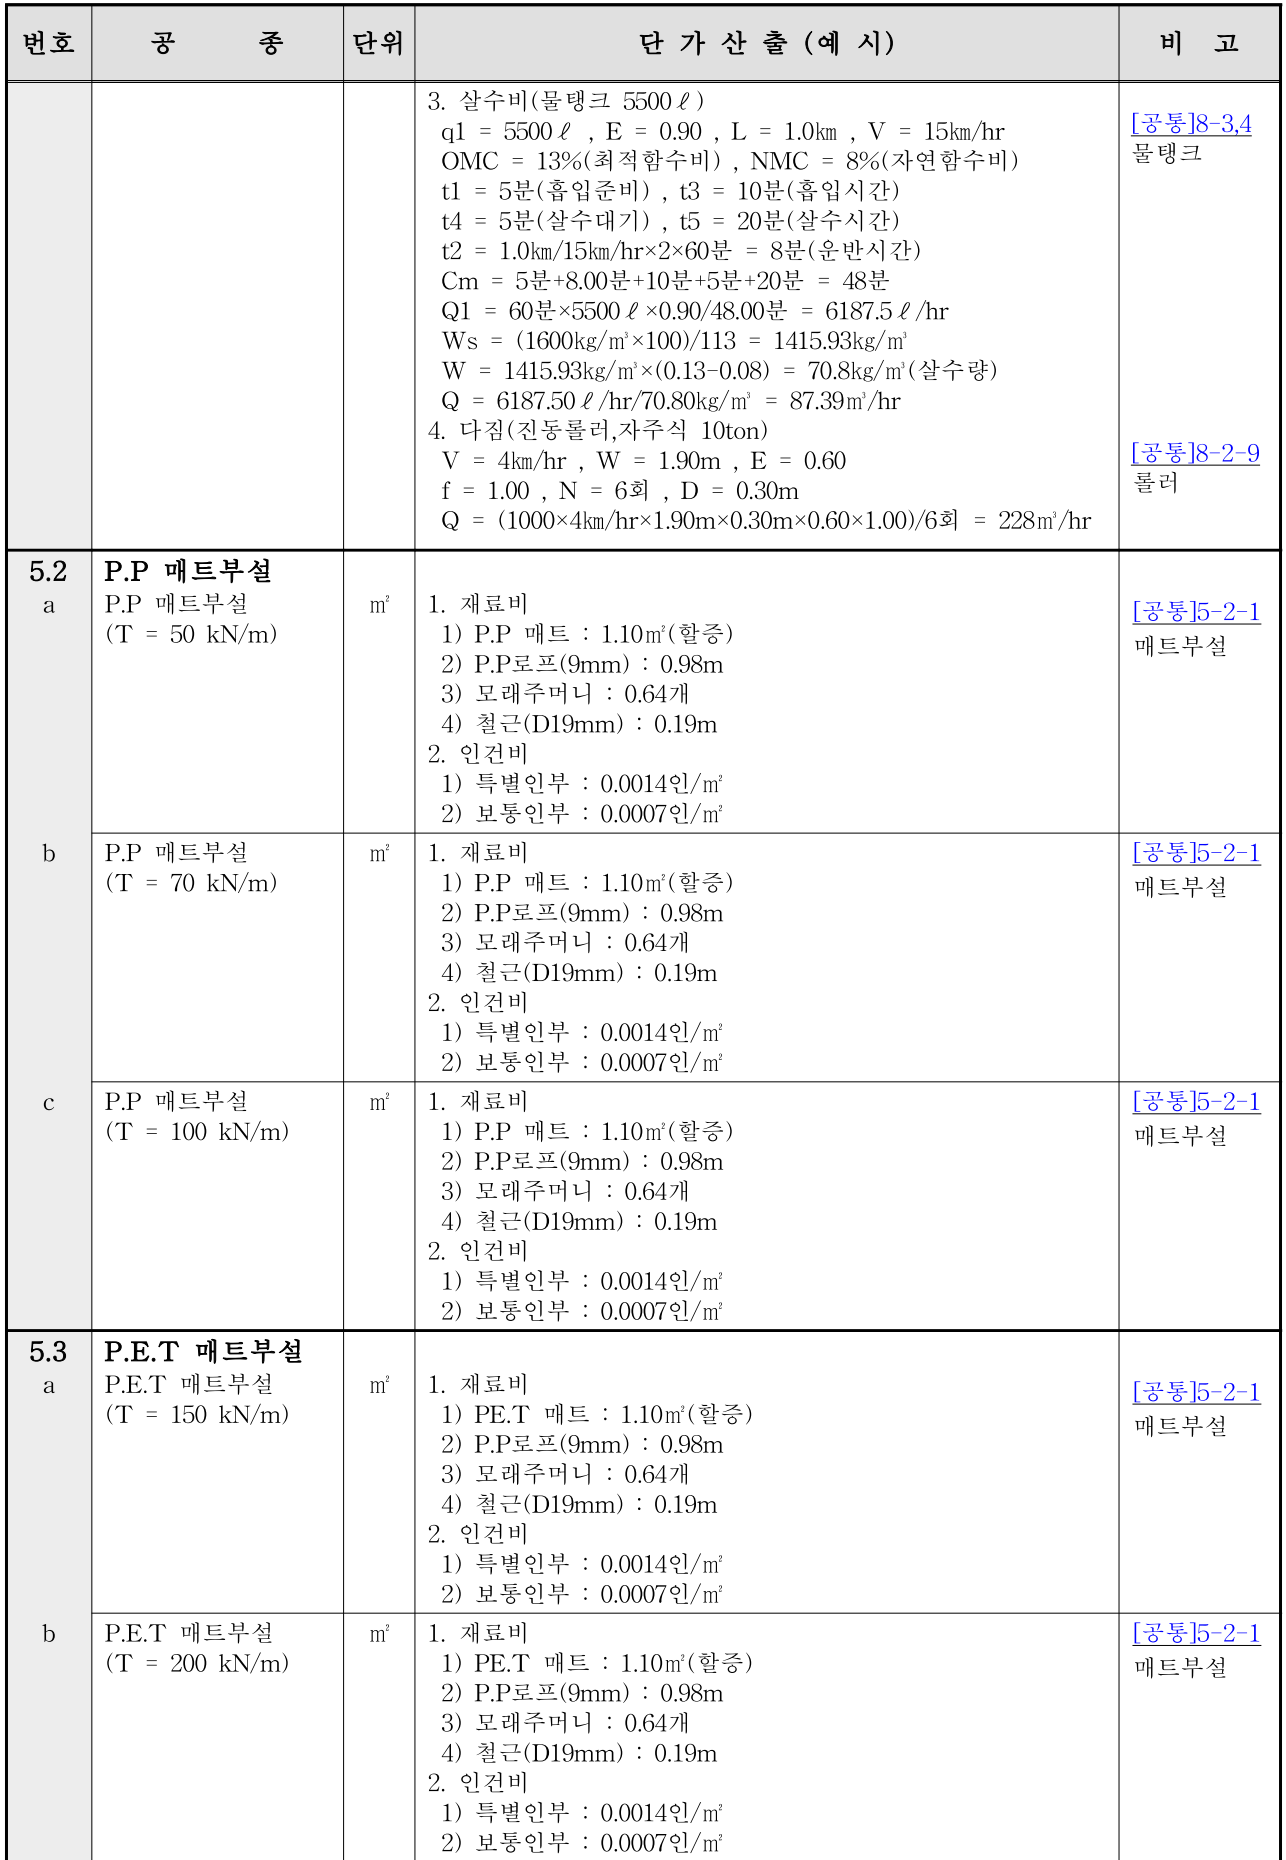 번호 공 종 단위 단 가 산 출 (예 시) 비 고
3. 살수비(물탱크 5500ℓ)
q1 = 5500ℓ , E = 0.90 , L = 1.0㎞ , V = 15㎞/hr
OMC = 13%(최적함수비) , NMC = 8%(자연함수비)
t1 = 5분(흡입준비) , t3 = 10분(흡입시간)
t4 = 5분(살수대기) , t5 = 20분(살수시간)
t2 = 1.0㎞/15㎞/hr×2×60분 = 8분(운반시간)
Cm = 5분+8.00분+10분+5분+20분 = 48분
Q1 = 60분×5500ℓ×0.90/48.00분 = 6187.5ℓ/hr
Ws = (1600kg/㎥×100)/113 = 1415.93kg/㎥
W = 1415.93kg/㎥×(0.13-0.08) = 70.8kg/㎥(살수량)
Q = 6187.50ℓ/hr/70.80kg/㎥ = 87.39㎥/hr
[공통]8-3,4
물탱크
4. 다짐(진동롤러,자주식 10ton)
V = 4㎞/hr , W = 1.90m , E = 0.60
f = 1.00 , N = 6회 , D = 0.30m
Q = (1000×4㎞/hr×1.90m×0.30m×0.60×1.00)/6회 = 228㎥/hr
[공통]8-2-9
롤러
5.2 P.P 매트부설
a P.P 매트부설 ㎡
(T = 50 kN/m)
1. 재료비
1) P.P 매트 : 1.10㎡(할증)
2) P.P로프(9mm) : 0.98m
3) 모래주머니 : 0.64개
4) 철근(D19mm) : 0.19m
2. 인건비
1) 특별인부 : 0.0014인/㎡
2) 보통인부 : 0.0007인/㎡
[공통]5-2-1
매트부설
b P.P 매트부설 ㎡
(T = 70 kN/m)
1. 재료비
1) P.P 매트 : 1.10㎡(할증)
2) P.P로프(9mm) : 0.98m
3) 모래주머니 : 0.64개
4) 철근(D19mm) : 0.19m
2. 인건비
1) 특별인부 : 0.0014인/㎡
2) 보통인부 : 0.0007인/㎡
[공통]5-2-1
매트부설
c P.P 매트부설 ㎡
(T = 100 kN/m)
1. 재료비
1) P.P 매트 : 1.10㎡(할증)
2) P.P로프(9mm) : 0.98m
3) 모래주머니 : 0.64개
4) 철근(D19mm) : 0.19m
2. 인건비
1) 특별인부 : 0.0014인/㎡
2) 보통인부 : 0.0007인/㎡
[공통]5-2-1
매트부설
5.3 P.E.T 매트부설
a P.E.T 매트부설 ㎡
(T = 150 kN/m)
1. 재료비
1) PE.T 매트 : 1.10㎡(할증)
2) P.P로프(9mm) : 0.98m
3) 모래주머니 : 0.64개
4) 철근(D19mm) : 0.19m
2. 인건비
1) 특별인부 : 0.0014인/㎡
2) 보통인부 : 0.0007인/㎡
[공통]5-2-1
매트부설
b P.E.T 매트부설 ㎡
(T = 200 kN/m)
1. 재료비
1) PE.T 매트 : 1.10㎡(할증)
2) P.P로프(9mm) : 0.98m
3) 모래주머니 : 0.64개
4) 철근(D19mm) : 0.19m
2. 인건비
1) 특별인부 : 0.0014인/㎡
2) 보통인부 : 0.0007인/㎡
[공통]5-2-1
매트부설